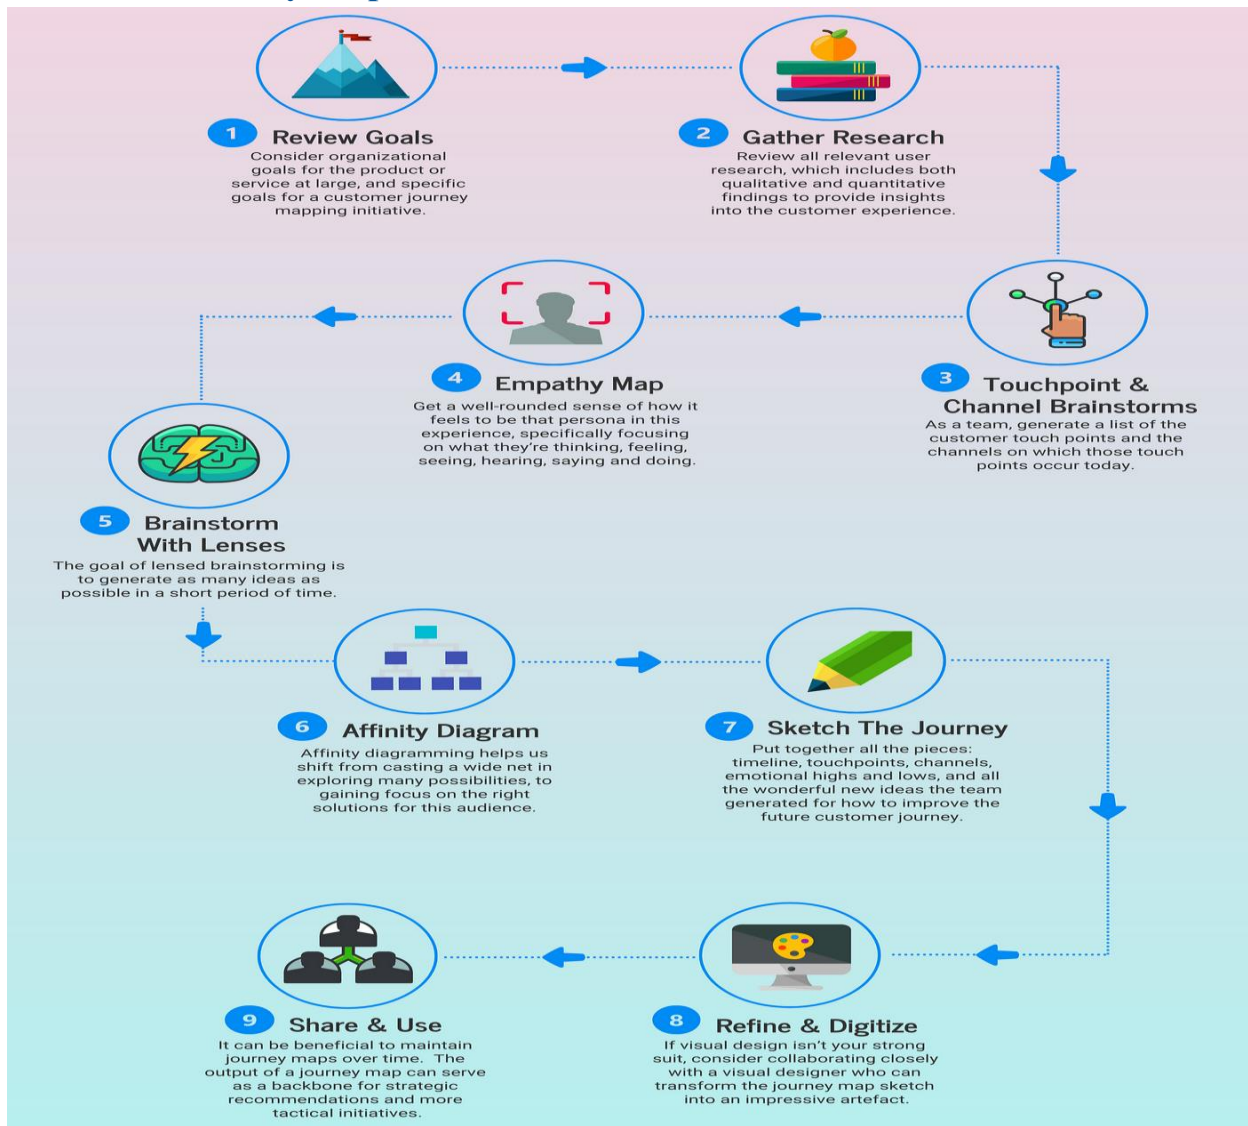 1 Review Goals
Consider organizational
goals for the product or
service at large, and specific
goals for a customer journey
mapping initiative.
2 Gather Research
Review all relevant user
research, which includes both
qualitative and quantitative
findings to provide insights
into the customer experience.
3 Touchpoint &
Channel Brainstorms
As a team, generate a list of the
customer touch points and the
channels on which those touch
points occur today.
4 Empathy Map
Get a well-rounded sense of how it
feels to be that persona in this
experience, specifically focusing
on what they’re thinking, feeling,
seeing, hearing, saying and doing.
5 Brainstorm
With Lenses
The goal of lensed brainstorming is
to generate as many ideas as
possible in a short period of time.
6 Affinity Diagram
Affinity diagramming helps us
shift from casting a wide net in
exploring many possibilities, to
gaining focus on the right
solutions for this audience.
7 Sketch The Journey
Put together all the pieces:
timeline, touchpoints, channels,
emotional highs and lows, and all
the wonderful new ideas the team
generated for how to improve the
future customer journey.
8 Refine & Digitize
If visual design isn’t your strong
suit, consider collaborating closely
with a visual designer who can
transform the journey map sketch
into an impressive artefact.
9 Share & Use
It can be beneficial to maintain
journey maps over time. The
output of a journey map can serve
as a backbone for strategic
recommendations and more
tactical initiatives.